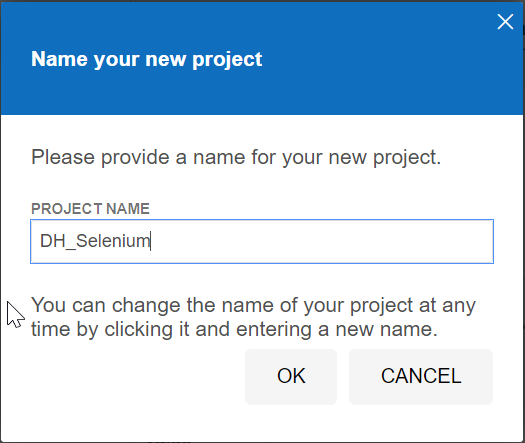 Name your new project
Please provide a name for your new project.
PROJECT NAME
DH_Selenium
You can change the name of your project at any
time by clicking it and entering a new name.
OK CANCEL